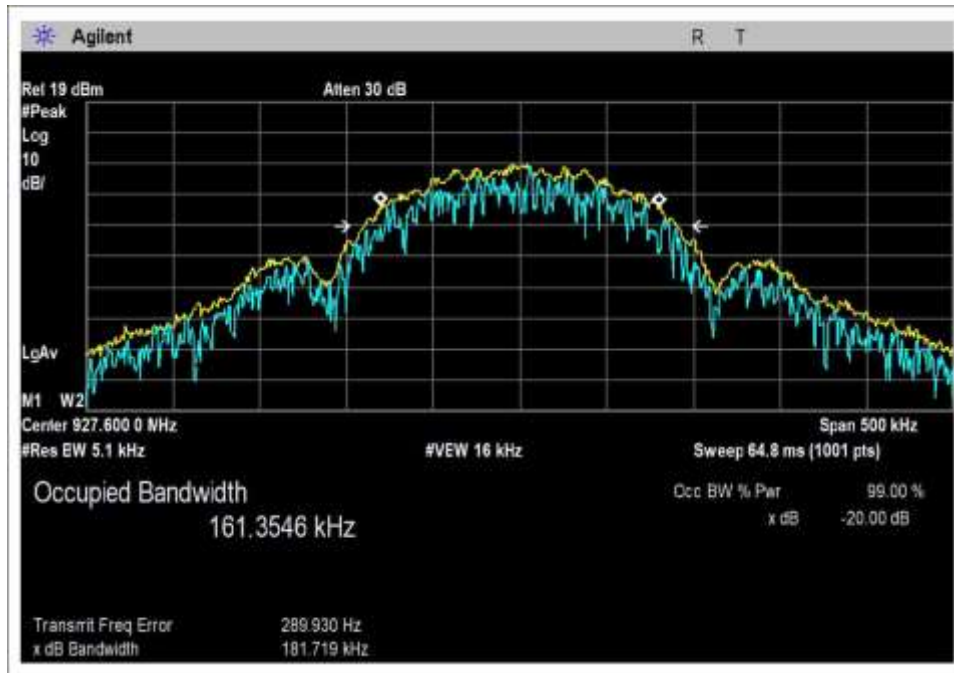 Agilent R T
Ref 19 dBm Atten 30 dB
#Peak
Log
10
dB/
LgAv
M1 W2
Center 927.600 0 MHz Span 500 kHz
#Res BW 5.1 kHz #VBW 16 kHz Sweep 64.8 ms (1001 pts)
Occupied Bandwidth Occ BW % Pwr 99.00 %
161.3546 kHz x dB -20.00 dB
Transmit Freq Error 289.930 Hz
x dB Bandwidth 181.719 kHz